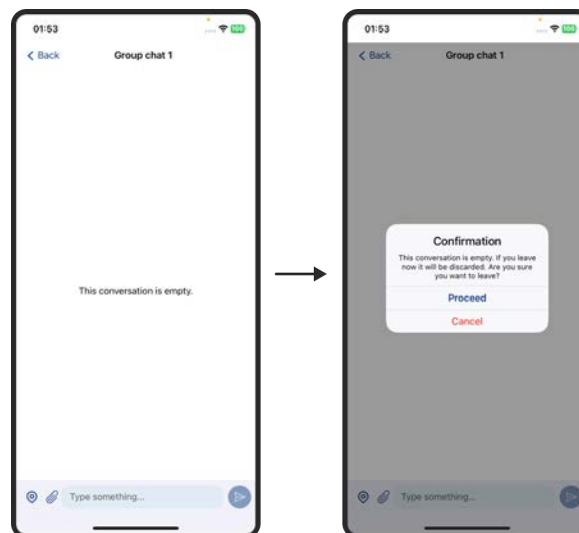 01:53
100
Back
Group chat 1
This conversation is empty.
Type something...
01:53
100
Back
Group chat 1
Confirmation
This conversation is empty. If you leave
now it will be discarded. Are you sure
you want to leave?
Proceed
Cancel
Type something...